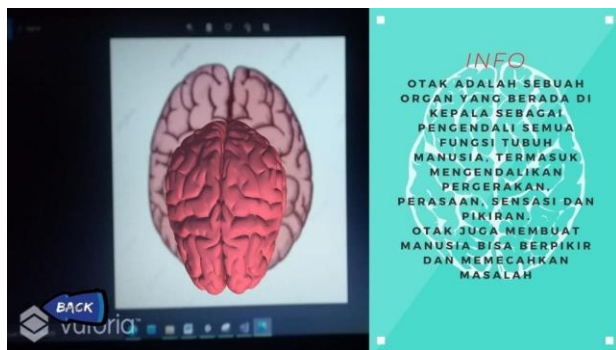 INFO
OTAK ADALAH SEBUAH
ORGAN YANG BERADA DI
KEPALA SEBAGAI
PENGENDALI SEMUA
FUNGSI TUBUH
MANUSIA, TERMASUK
MENGENDALIKAN
PERGERAKAN,
PERASAAN, SENSASI DAN
PIKIRAN.
OTAK JUGA MEMBUAT
MANUSIA BISA BERPIKIR
DAN MEMECAHKAN
MASALAH
BACK
vuforia